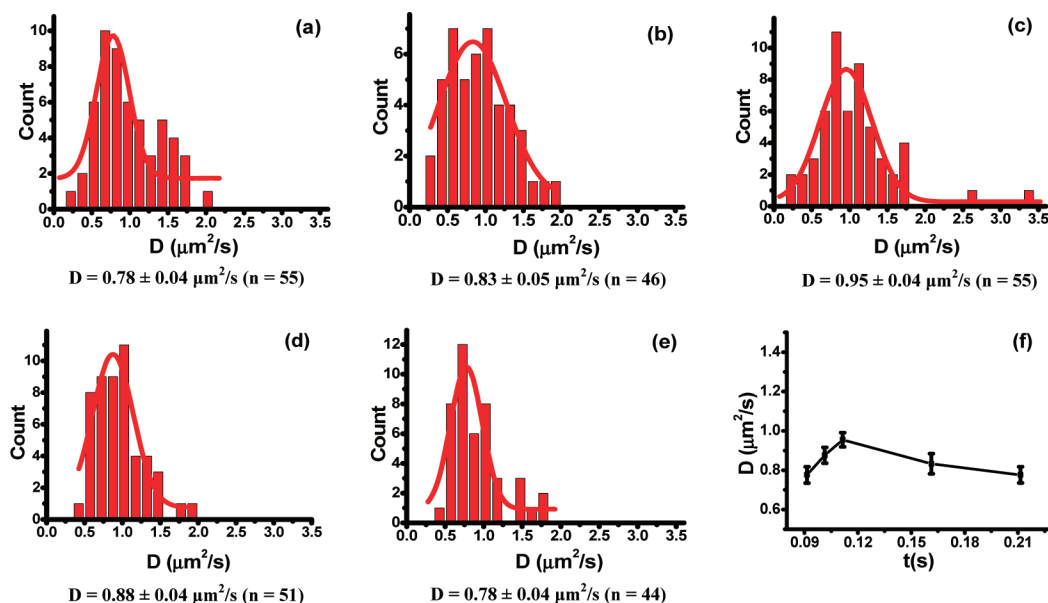 (a)
Count
10
8
6
4
2
0
0.0 0.5 1.0 1.5 2.0 2.5 3.0 3.5
D (μm²/s)
D = 0.78 ± 0.04 μm²/s (n = 55)
(b)
Count
6
4
2
0
0.0 0.5 1.0 1.5 2.0 2.5 3.0 3.5
D (μm²/s)
D = 0.83 ± 0.05 μm²/s (n = 46)
(c)
Count
10
5
0
0.0 0.5 1.0 1.5 2.0 2.5 3.0 3.5
D (μm²/s)
D = 0.95 ± 0.04 μm²/s (n = 55)
(d)
Count
10
5
0
0.0 0.5 1.0 1.5 2.0 2.5 3.0 3.5
D (μm²/s)
D = 0.88 ± 0.04 μm²/s (n = 51)
(e)
Count
12
10
8
6
4
2
0
0.0 0.5 1.0 1.5 2.0 2.5 3.0 3.5
D (μm²/s)
D = 0.78 ± 0.04 μm²/s (n = 44)
(f)
D (μm²/s)
1.4
1.2
1.0
0.8
0.6
0.09 0.12 0.15 0.18 0.21
t(s)